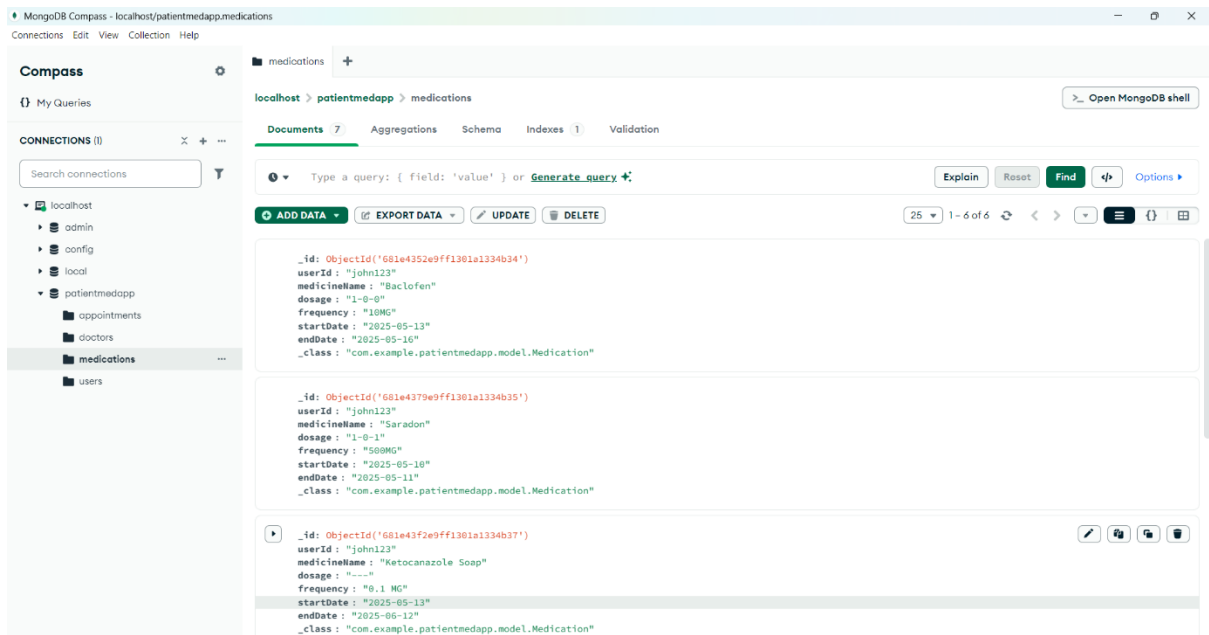 MongoDB Compass - localhost/patientmedapp.medications
Connections Edit View Collection Help
Compass
{} My Queries
CONNECTIONS (1)
Search connections
localhost
admin
config
local
patientmedapp
appointments
doctors
medications
users
medications
localhost > patientmedapp > medications
>_ Open MongoDB shell
Documents 7 Aggregations Schema Indexes 1 Validation
Type a query: { field: 'value' } or Generate query
Explain Reset Find </> Options
ADD DATA EXPORT DATA UPDATE DELETE
25 1 – 6 of 6 {}
_id: ObjectId('681e4352e9ff1301a1334b34')
userId : "john123"
medicineName : "Baclofen"
dosage : "1-0-0"
frequency : "10MG"
startDate : "2025-05-13"
endDate : "2025-05-16"
_class : "com.example.patientmedapp.model.Medication"
_id: ObjectId('681e4379e9ff1301a1334b35')
userId : "john123"
medicineName : "Saradon"
dosage : "1-0-1"
frequency : "500MG"
startDate : "2025-05-10"
endDate : "2025-05-11"
_class : "com.example.patientmedapp.model.Medication"
_id: ObjectId('681e43f2e9ff1301a1334b37')
userId : "john123"
medicineName : "Ketocanazole Soap"
dosage : "---"
frequency : "0.1 MG"
startDate : "2025-05-13"
endDate : "2025-06-12"
_class : "com.example.patientmedapp.model.Medication"